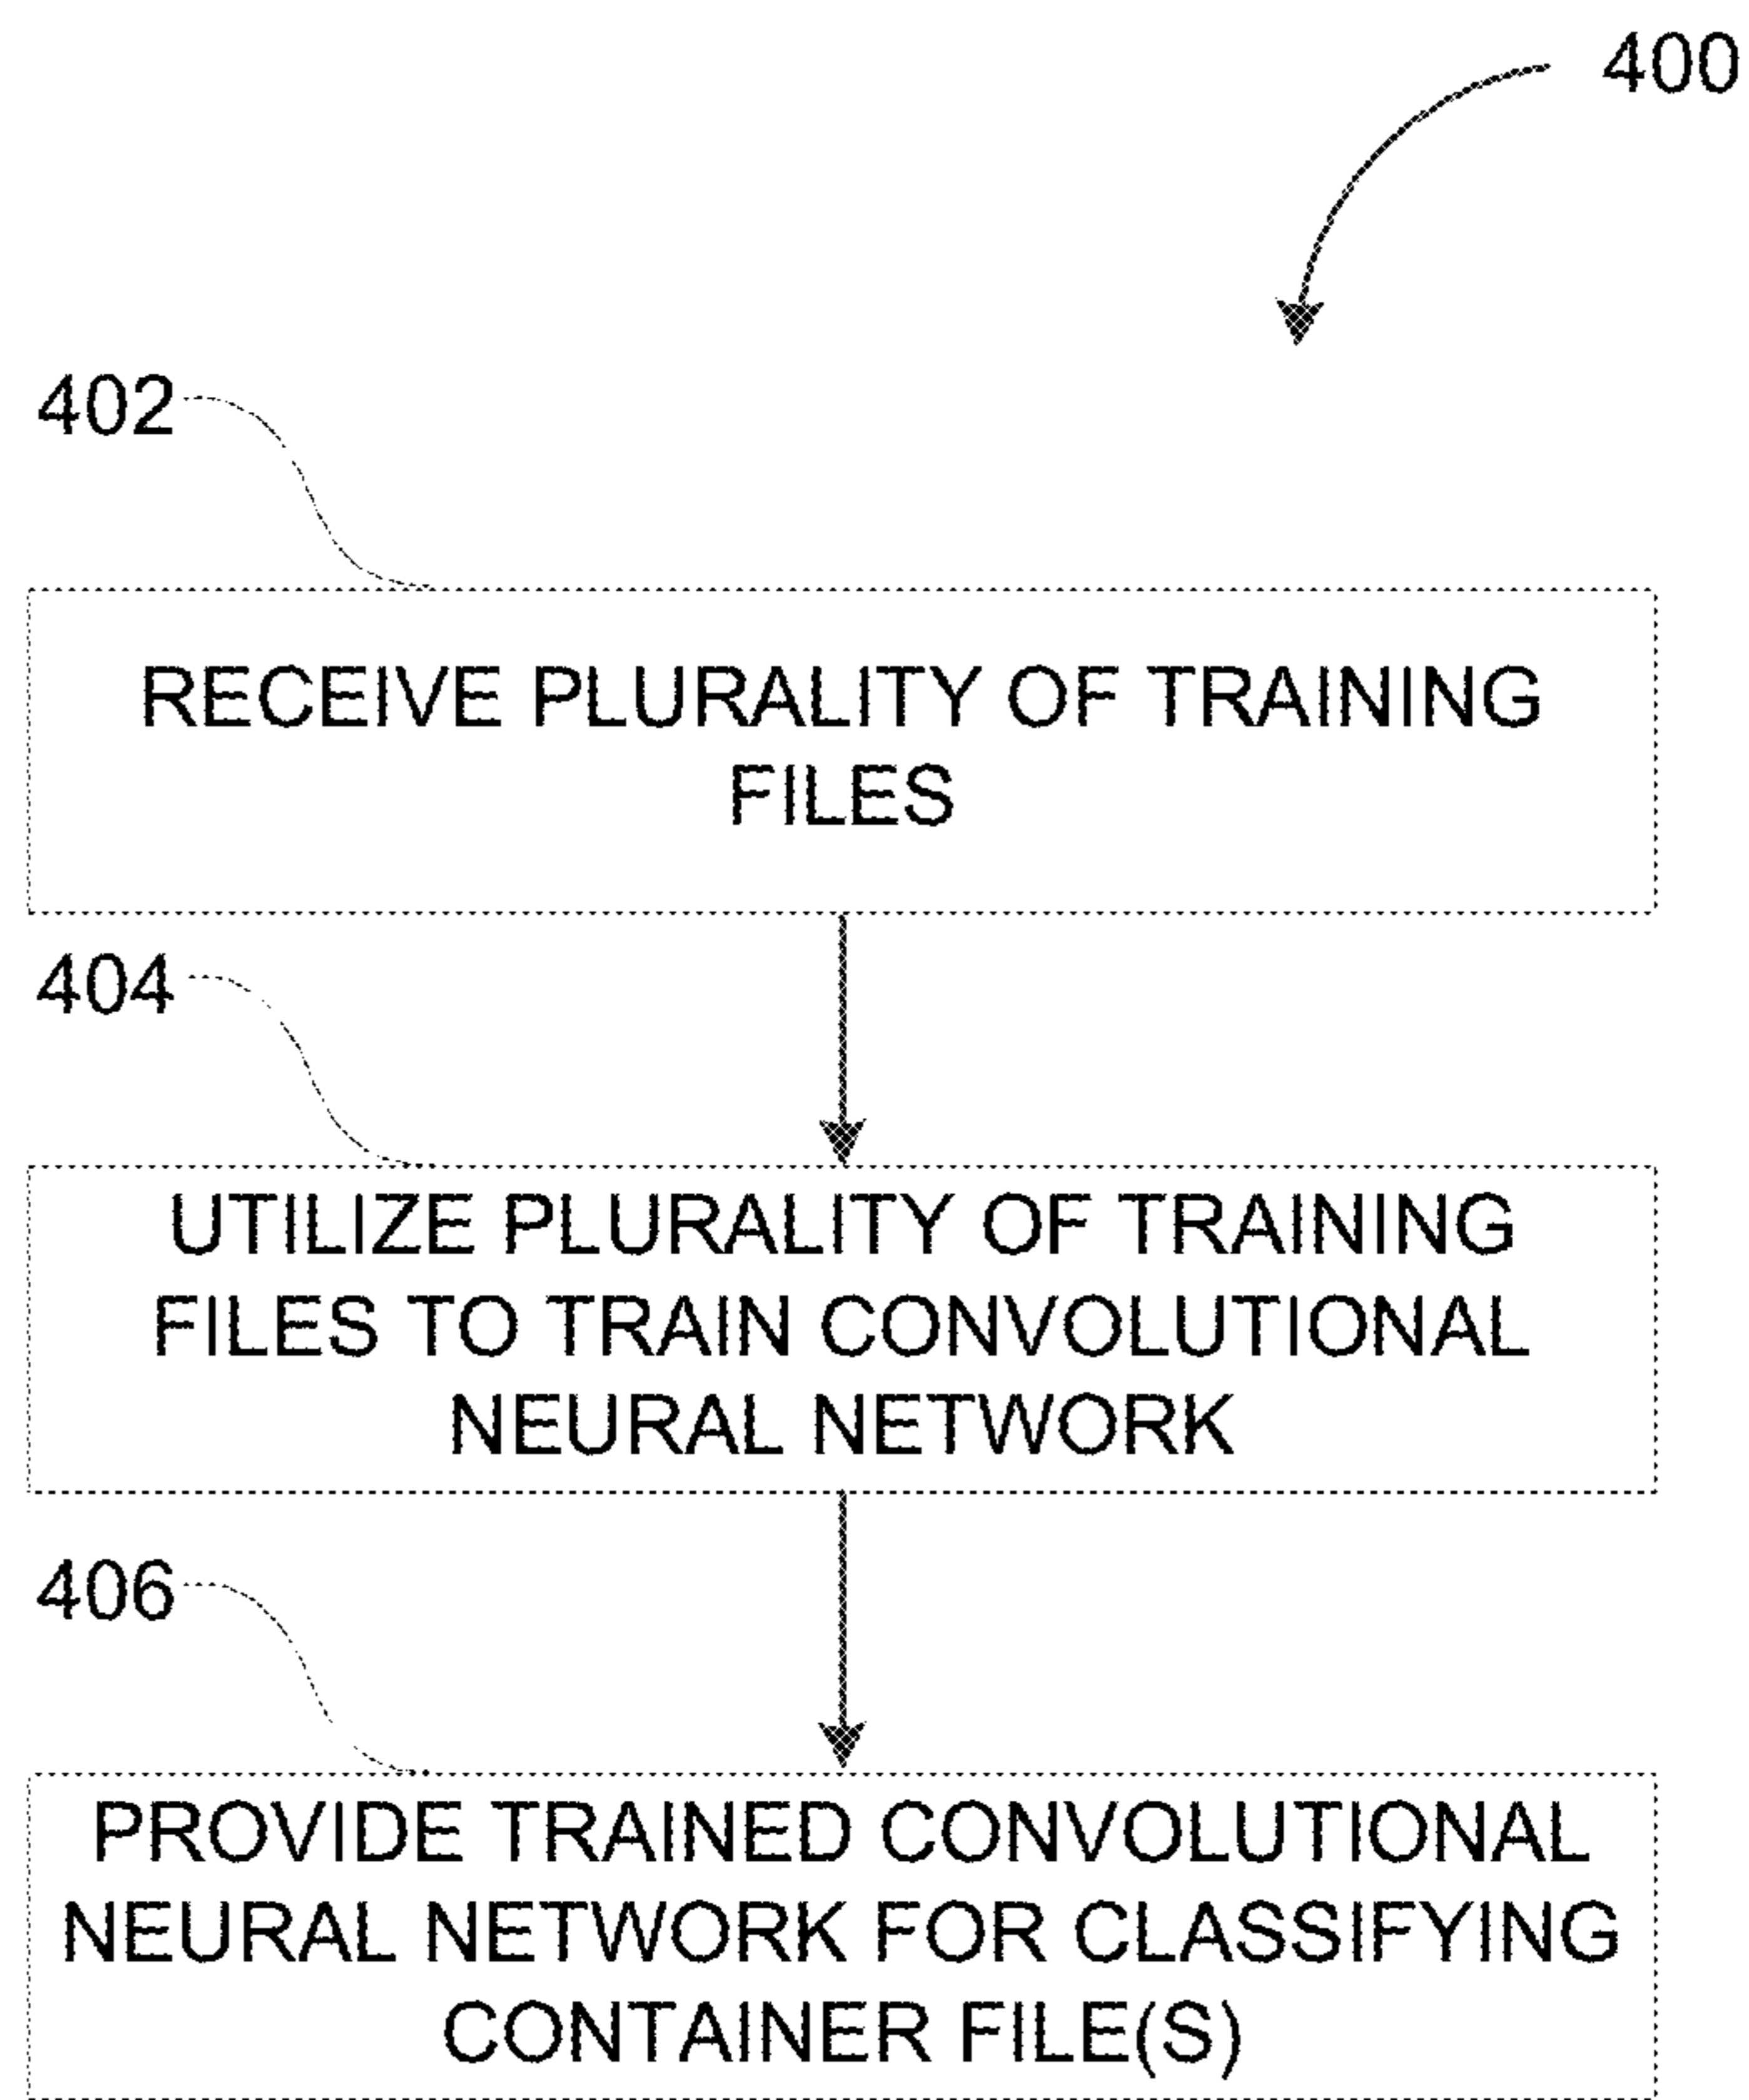 400
402
RECEIVE PLURALITY OF TRAINING
FILES
404
UTILIZE PLURALITY OF TRAINING
FILES TO TRAIN CONVOLUTIONAL
NEURAL NETWORK
406
PROVIDE TRAINED CONVOLUTIONAL
NEURAL NETWORK FOR CLASSIFYING
CONTAINER FILE(S)